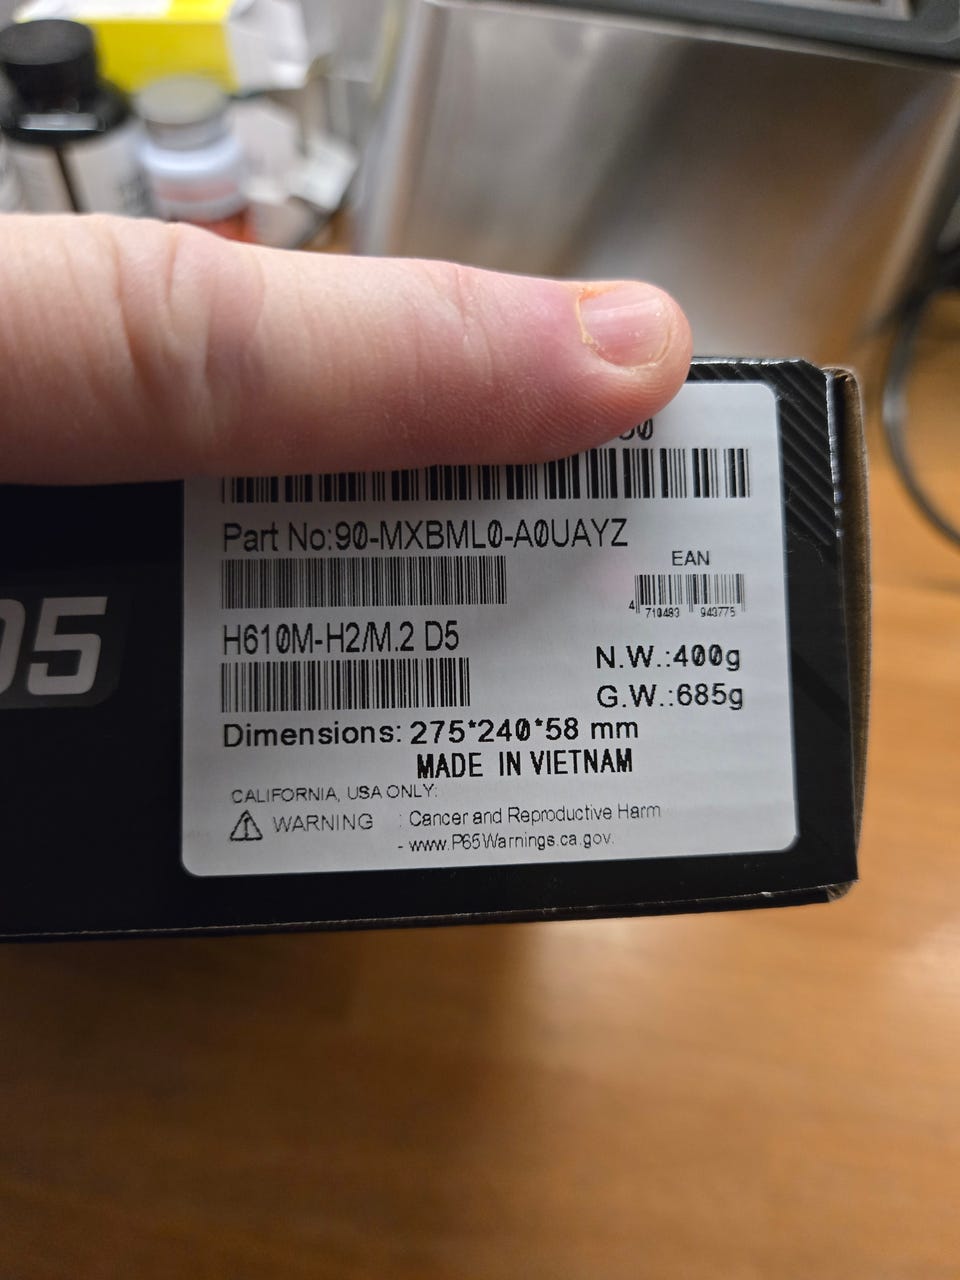 Part No:90-MXBML0-A0UAYZ
EAN
4 710483 943775
H610M-H2/M.2 D5
D5
N.W.:400g
G.W.:685g
Dimensions: 275*240*58 mm
MADE IN VIETNAM
CALIFORNIA, USA ONLY:
WARNING : Cancer and Reproductive Harm
- www.P65Warnings.ca.gov.